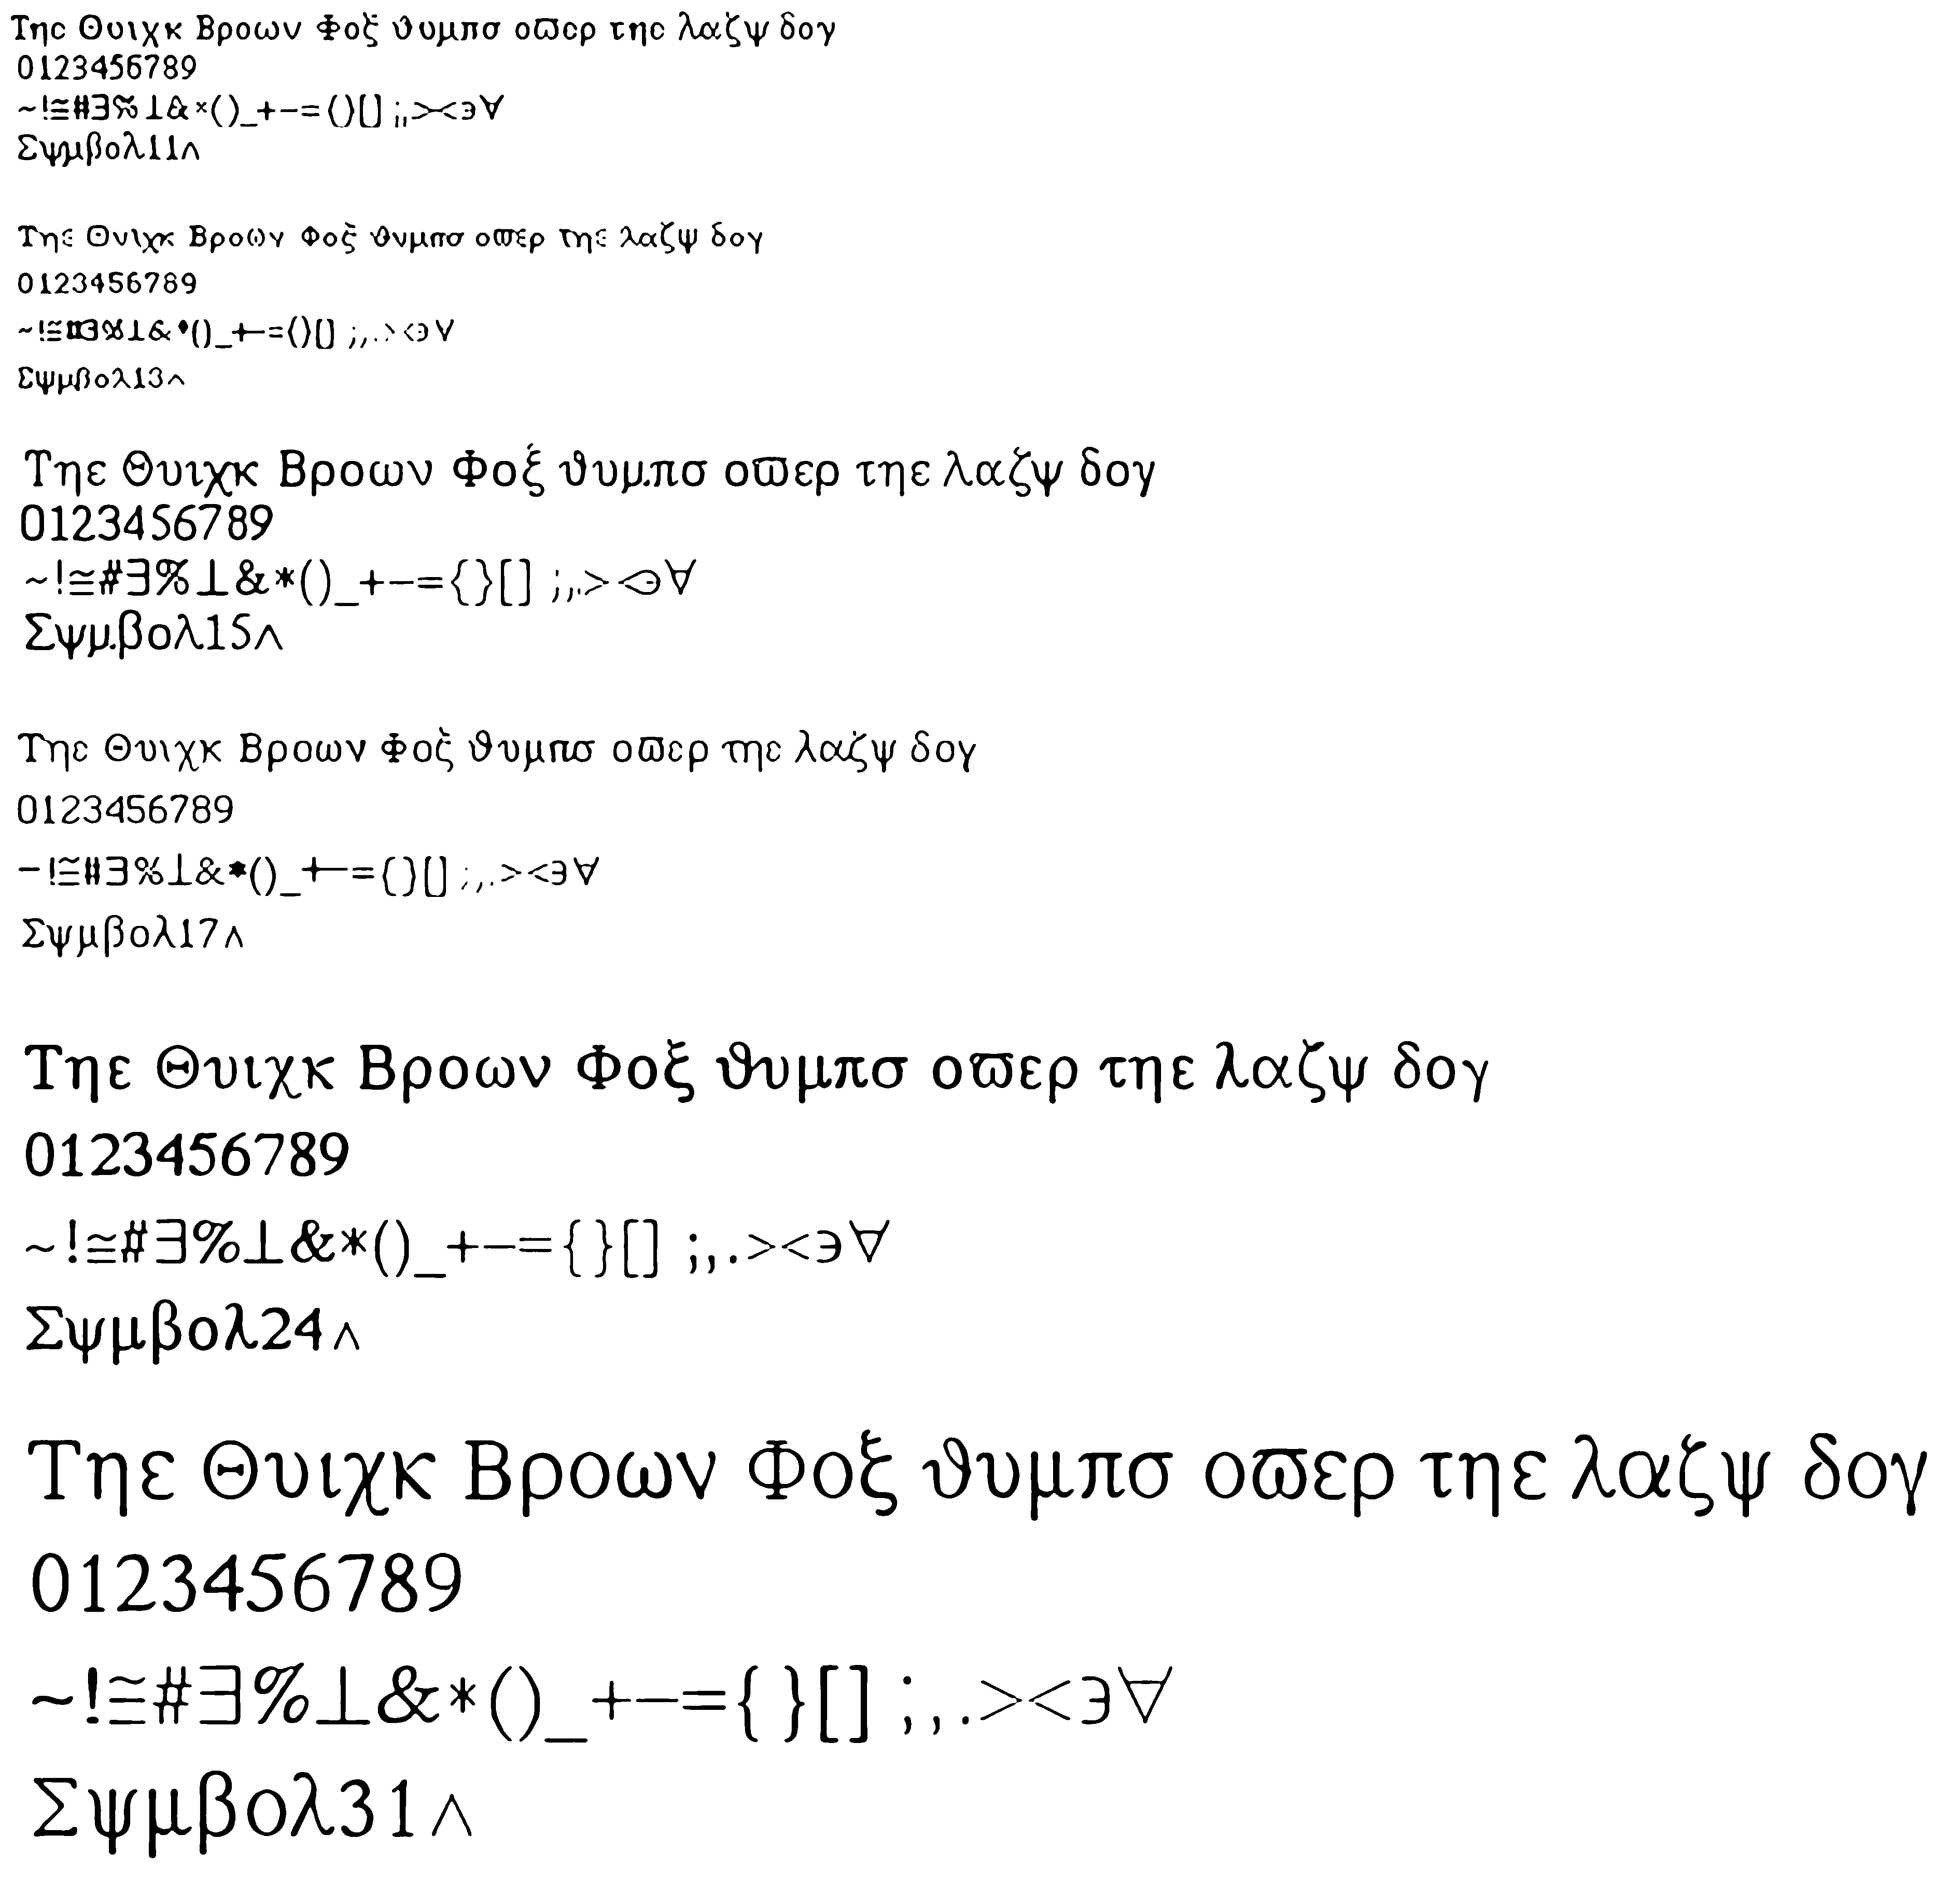 Τηε Θυιχκ Βροων Φοξ ϑυμπσ οϖερ τηε λαζψ δογ
0123456789
~!≅#∃%⊥&*()_+−={}[] ;,><∍∀
Σψμβολ11∧
Τηε Θυιχκ Βροων Φοξ ϑυμπσ οϖερ τηε λαζψ δογ
0123456789
~!≅#∃%⊥&*()_+−={}[] ;,.><∍∀
Σψμβολ13∧
Τηε Θυιχκ Βροων Φοξ ϑυμπσ οϖερ τηε λαζψ δογ
0123456789
~!≅#∃%⊥&*()_+−={}[] ;,.><∍∀
Σψμβολ15∧
Τηε Θυιχκ Βροων Φοξ ϑυμπσ οϖερ τηε λαζψ δογ
0123456789
~!≅#∃%⊥&*()_+−={}[] ;,.><∍∀
Σψμβολ17∧
Τηε Θυιχκ Βροων Φοξ ϑυμπσ οϖερ τηε λαζψ δογ
0123456789
~!≅#∃%⊥&*()_+−={}[] ;,.><∍∀
Σψμβολ24∧
Τηε Θυιχκ Βροων Φοξ ϑυμπσ οϖερ τηε λαζψ δογ
0123456789
~!≅#∃%⊥&*()_+−={}[] ;,.><∍∀
Σψμβολ31∧